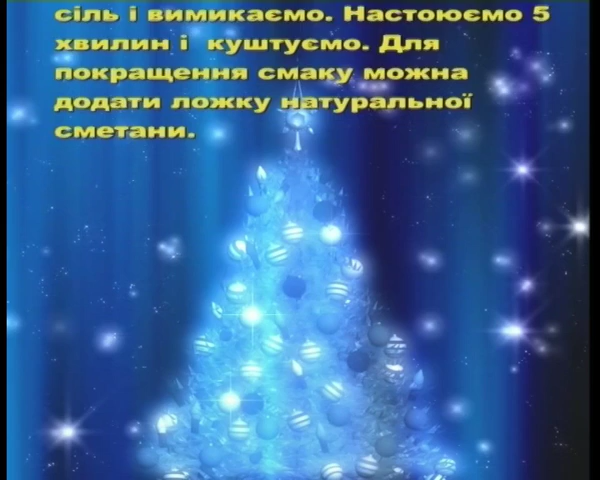 сіль і вимикаємо. Настоюємо 5
хвилин і куштуємо. Для
покращення смаку можна
додати ложку натуральної
сметани.